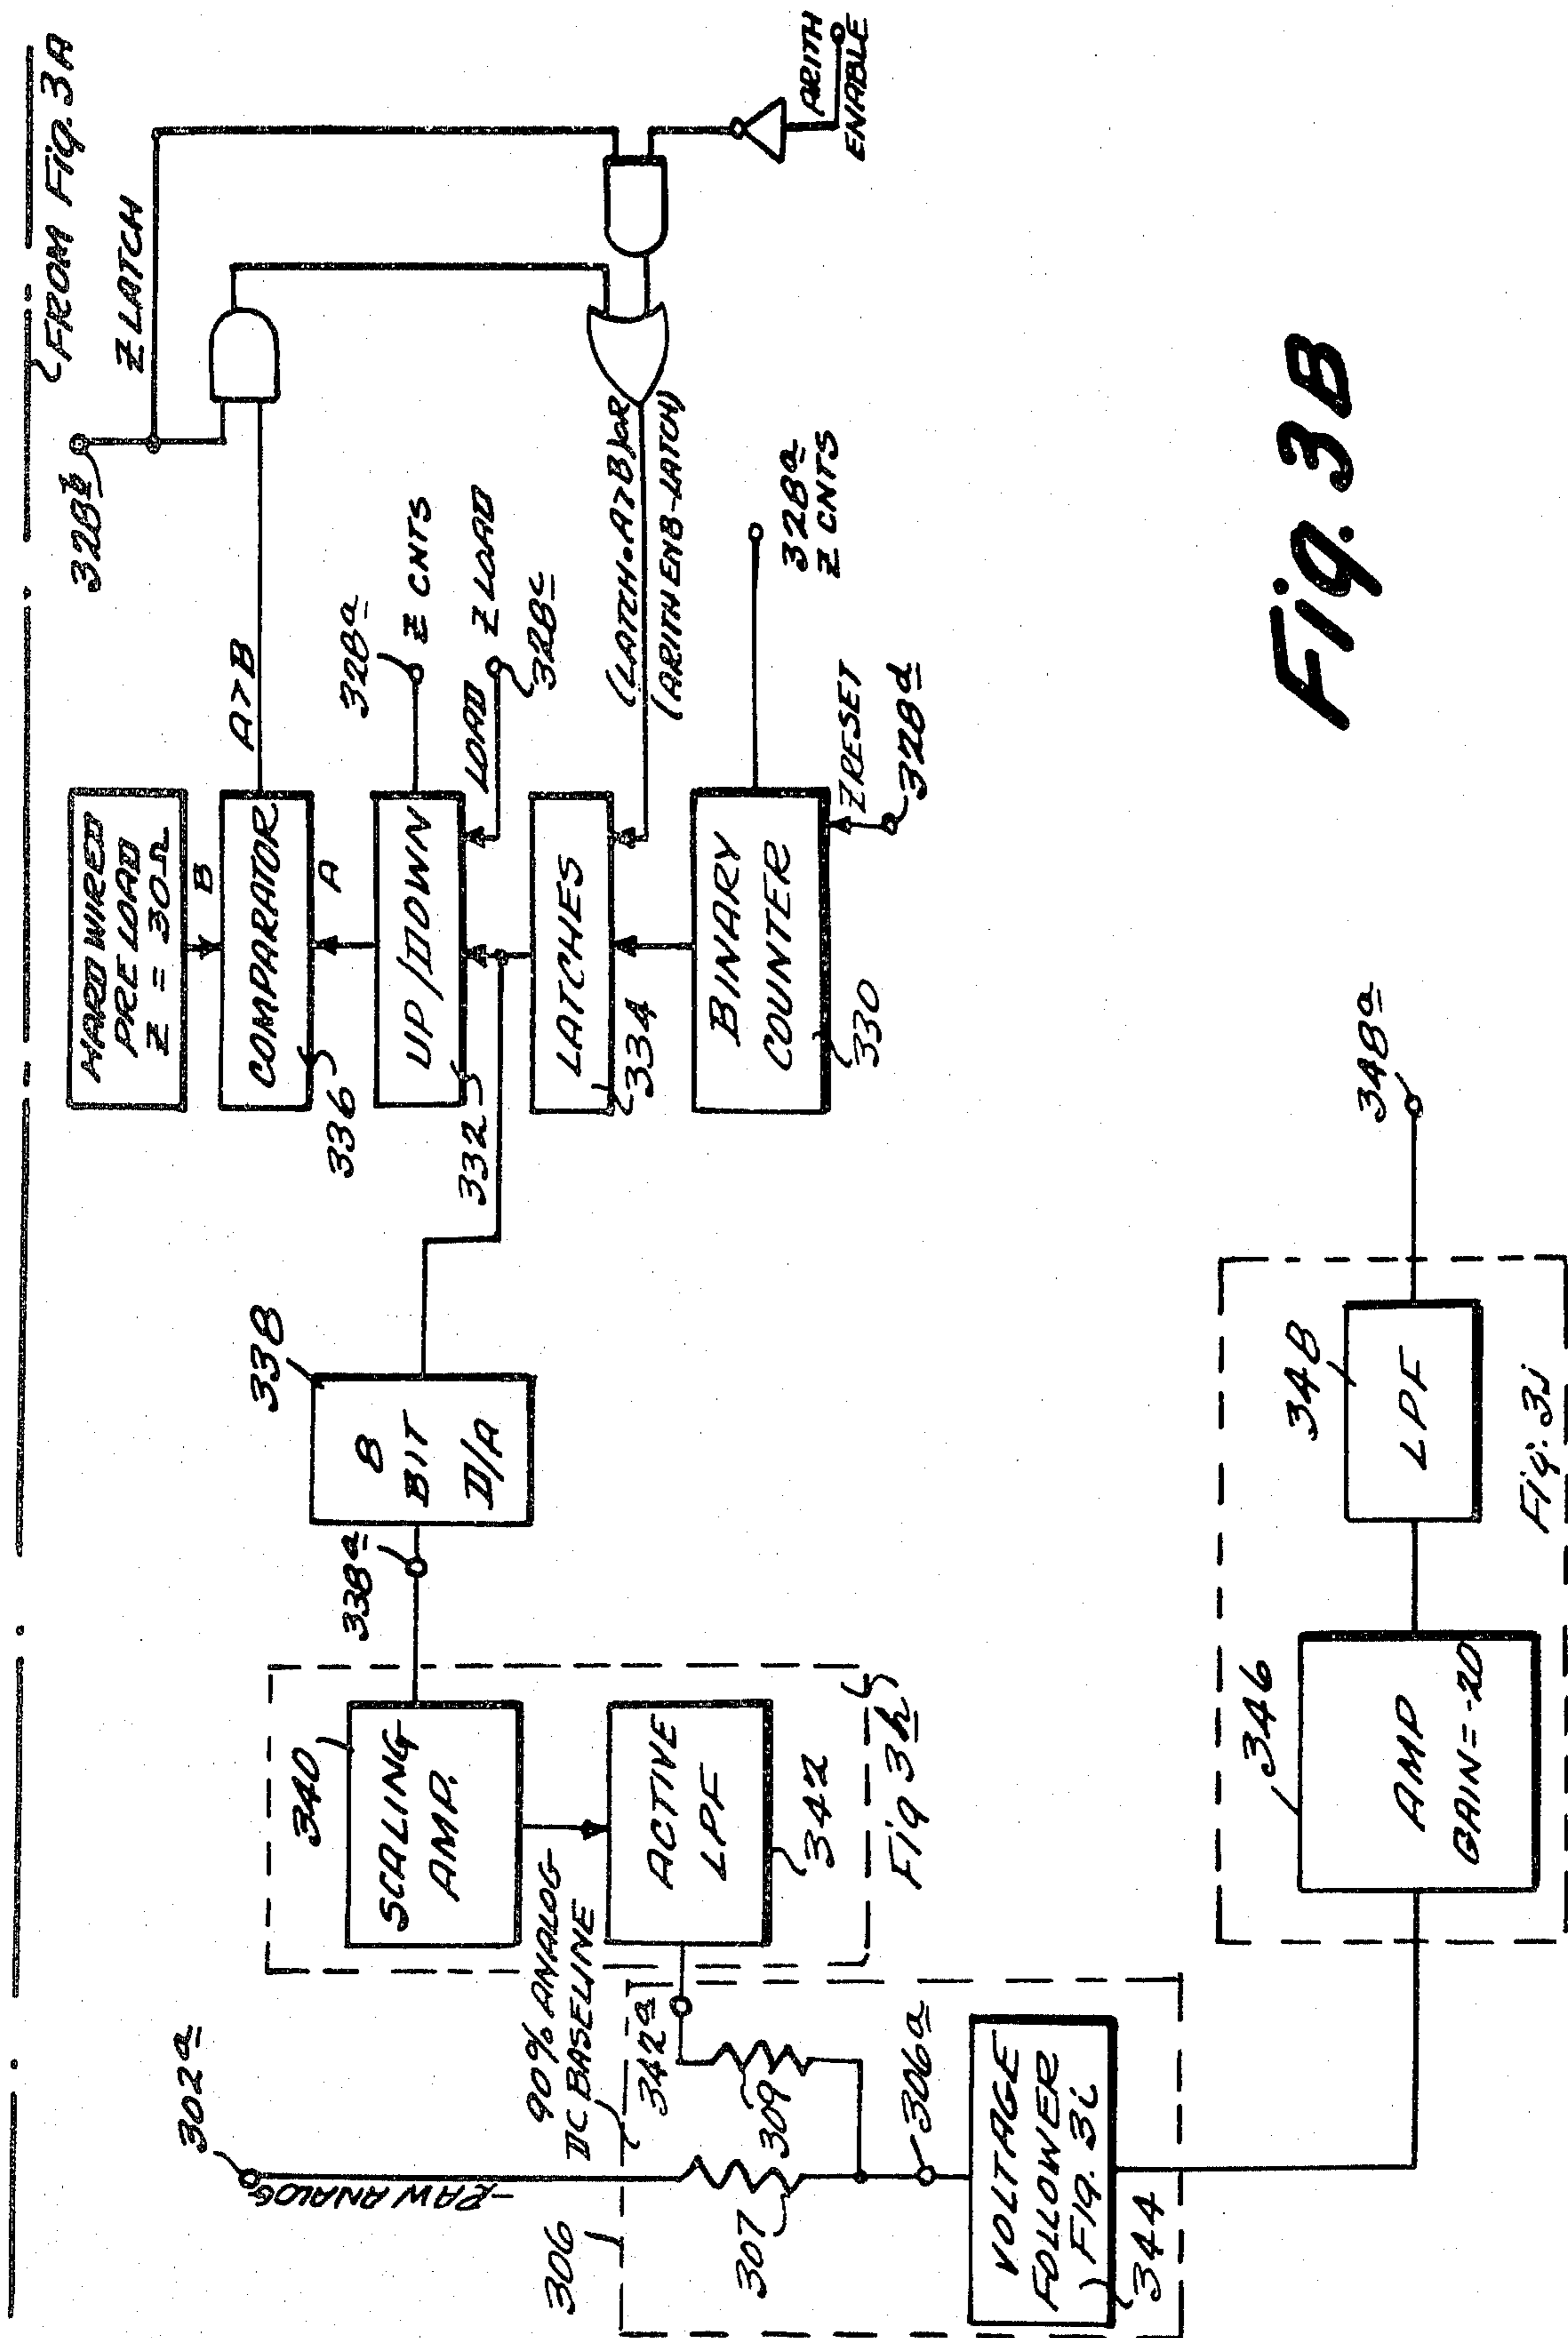 FROM Fig. 3A
328b
Z LATCH
HARD WIRED
PRE LOAD
Z = 30Ω
B
COMPARATOR
336
A
A>B
UP/DOWN
332
328a
Z CNTS
LOAD
Z LOAD
328c
LATCHES
334
(LATCH•A>B)OR
(ARITH ENB-LATCH)
BINARY
COUNTER
330
328a
Z CNTS
ZRESET
328d
ARITH
ENABLE
338
8
BIT
D/A
338a
340
SCALING
AMP.
ACTIVE
LPF
342
Fig 3h
90% ANALOG
DC BASELINE
342a
302a
-RAW ANALOG
306
307
309
306a
VOLTAGE
FOLLOWER
FIG. 3i
344
346
AMP
GAIN=-20
348
LPF
348a
Fig. 3j
Fig. 3B